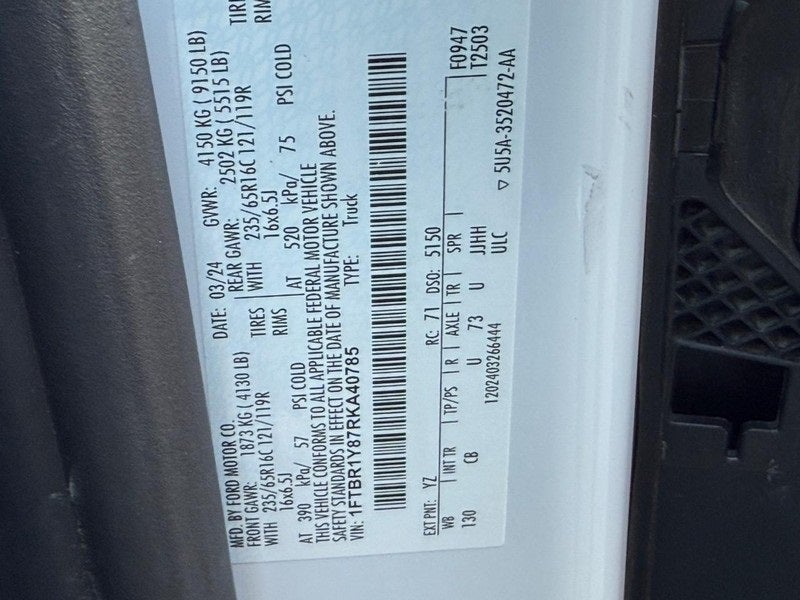 MFD. BY FORD MOTOR CO. DATE: 03/24 GVWR: 4150 KG ( 9150 LB)
FRONT GAWR: 1873 KG ( 4130 LB) REAR GAWR: 2502 KG ( 5515 LB)
WITH 235/65R16C 121/119R TIRES WITH 235/65R16C 121/119R TIRES
16x6.5J RIMS 16x6.5J RIMS
AT 390 kPa/ 57 PSI COLD AT 520 kPa/ 75 PSI COLD
THIS VEHICLE CONFORMS TO ALL APPLICABLE FEDERAL MOTOR VEHICLE
SAFETY STANDARDS IN EFFECT ON THE DATE OF MANUFACTURE SHOWN ABOVE.
VIN: 1FTBR1Y87RKA40785 TYPE: Truck
EXT PNT: YZ RC: 71 DSO: 5150 F0947
WB INT TR TP/PS R AXLE TR SPR T2503
130 CB U 73 U JJHH
1202403266444 ULC 5U5A-3520472-AA